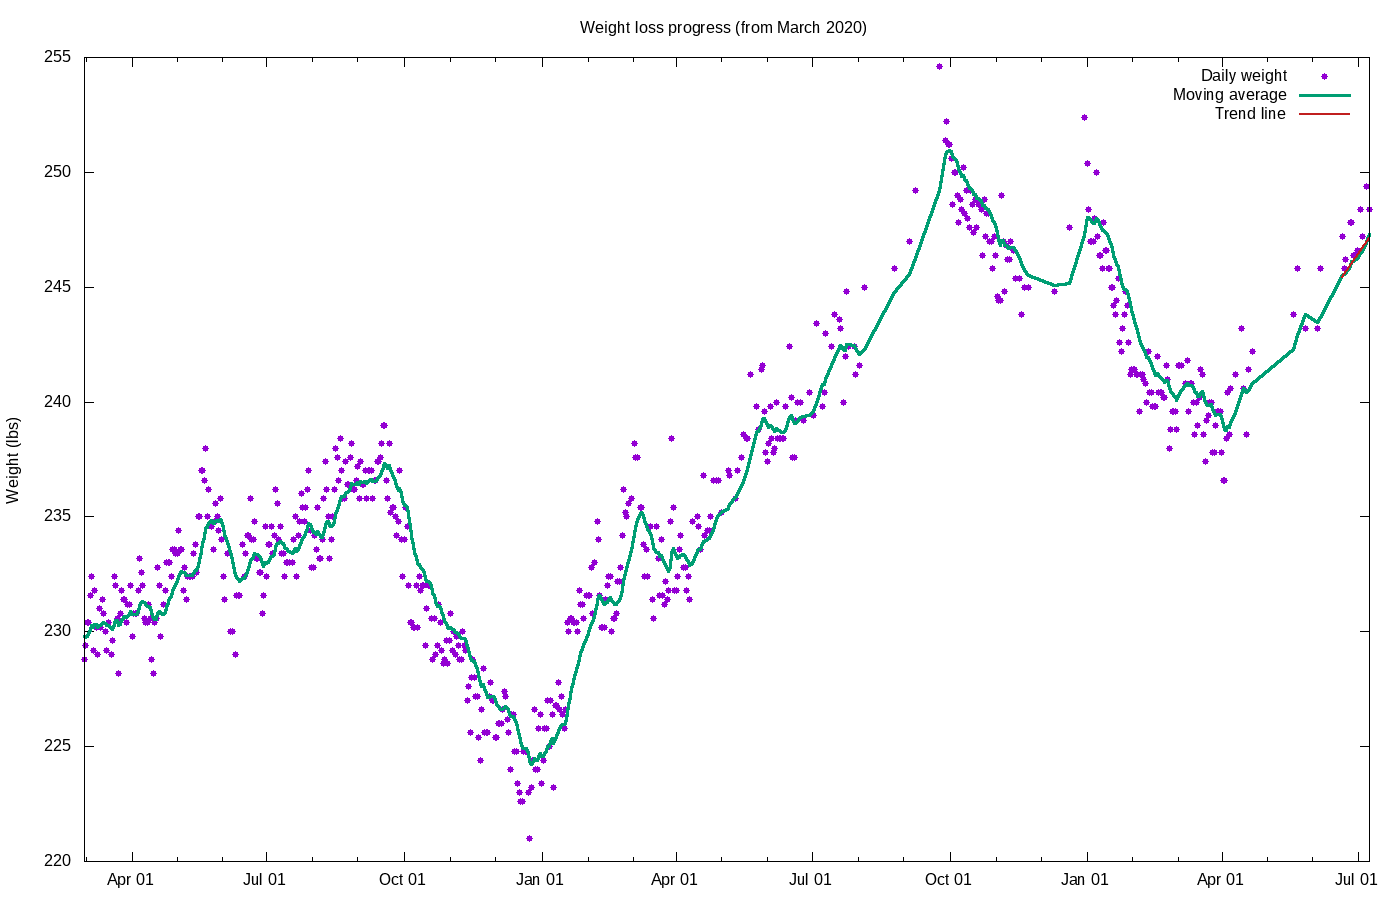 Weight loss progress (from March 2020)
255
250
245
240
235
230
225
220
Weight (lbs)
Daily weight
Moving average
Trend line
Apr 01 Jul 01 Oct 01 Jan 01 Apr 01 Jul 01 Oct 01 Jan 01 Apr 01 Jul 01